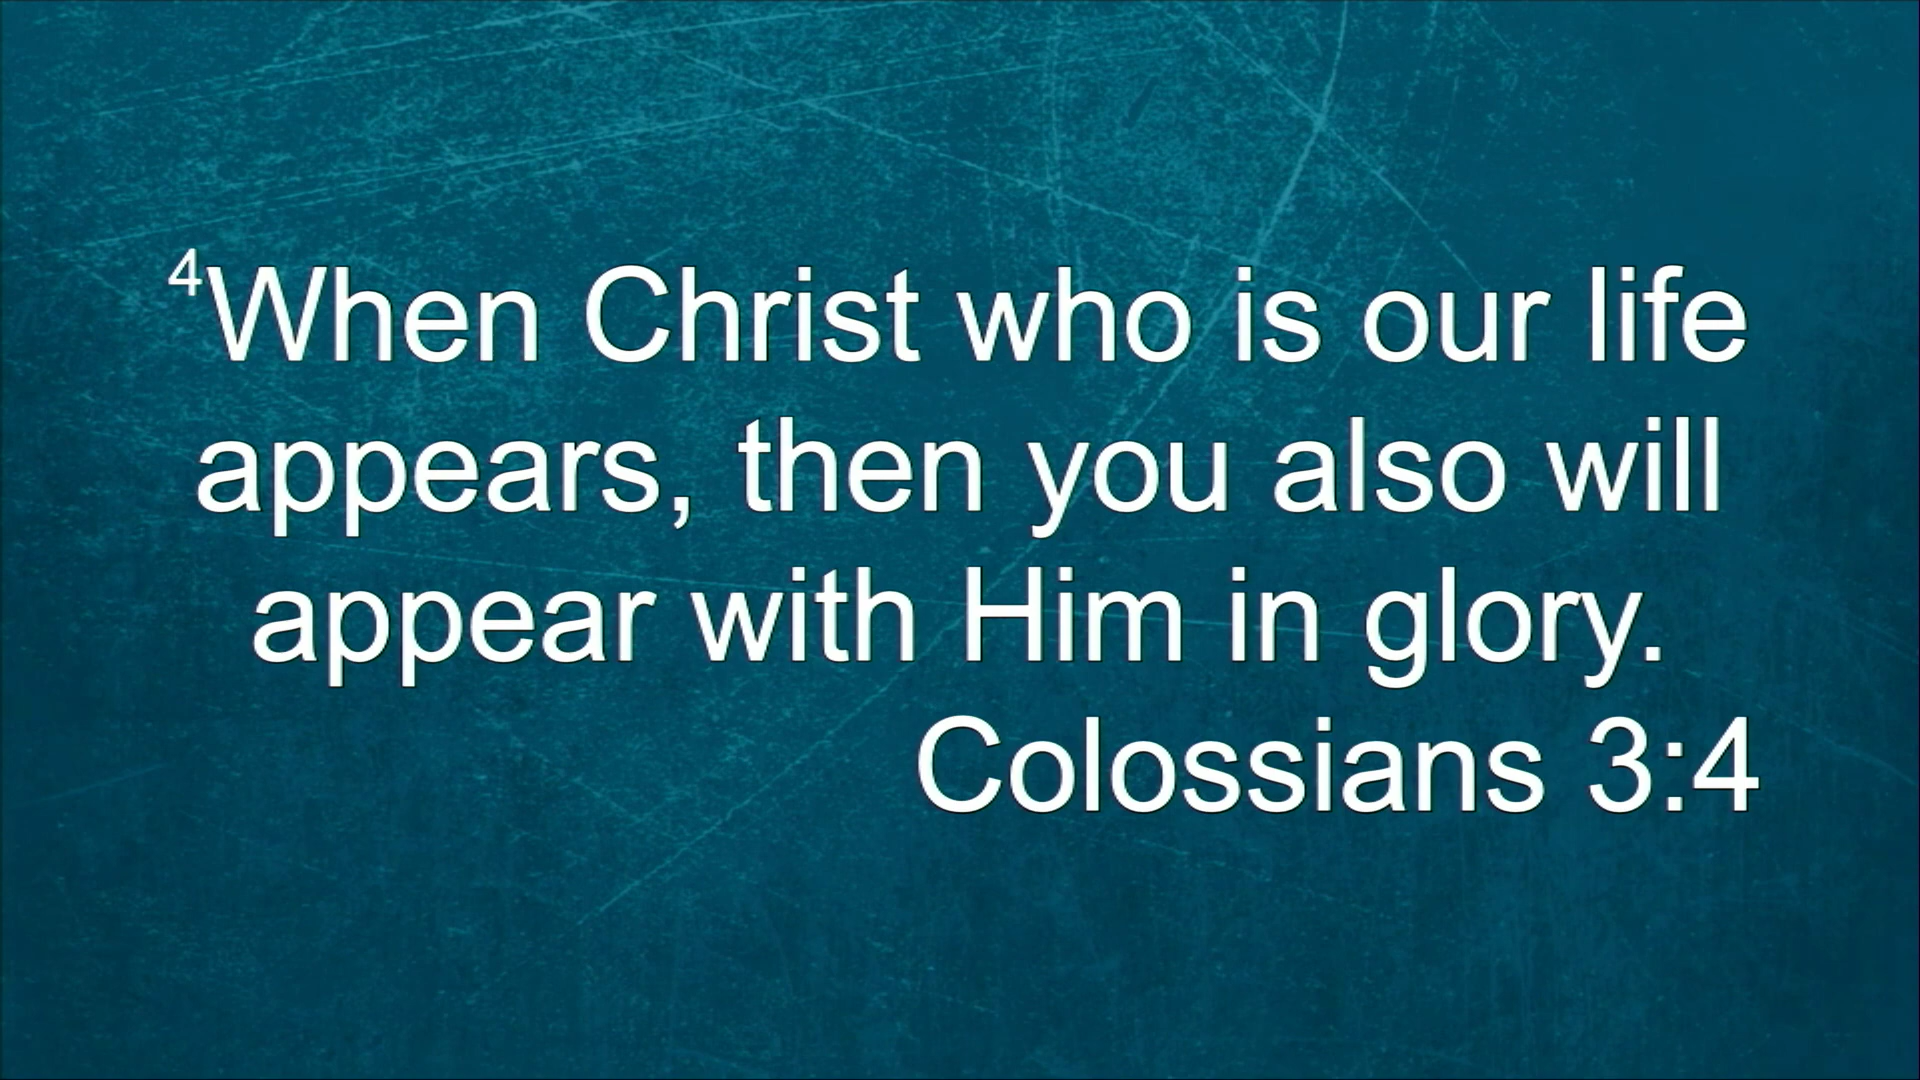 ⁴When Christ who is our life
appears, then you also will
appear with Him in glory.
Colossians 3:4